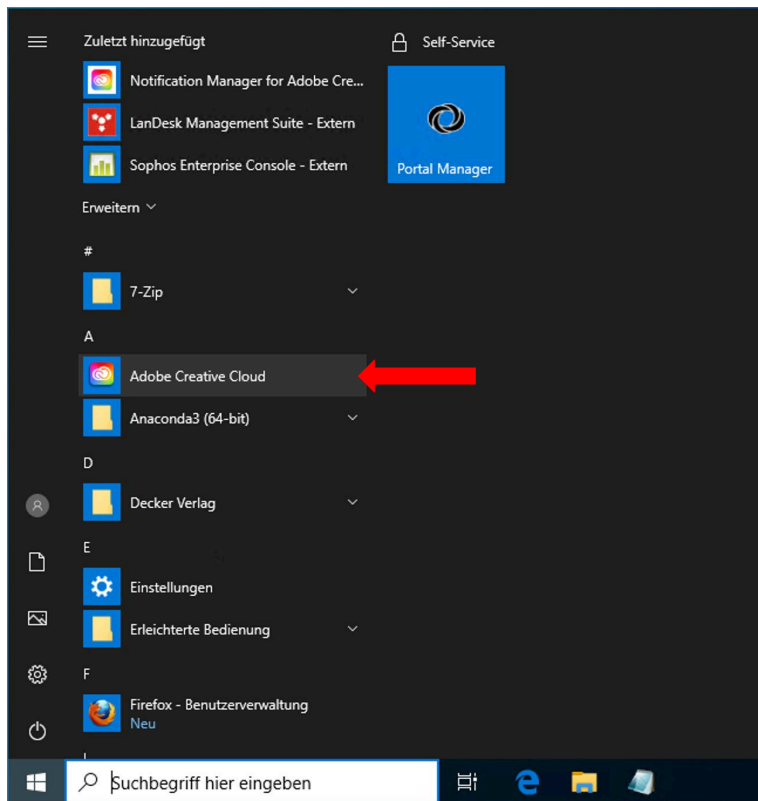 Zuletzt hinzugefügt
Self-Service
Notification Manager for Adobe Cre...
LanDesk Management Suite - Extern
Sophos Enterprise Console - Extern
Portal Manager
Erweitern
#
7-Zip
A
Adobe Creative Cloud
Anaconda3 (64-bit)
D
Decker Verlag
E
Einstellungen
Erleichterte Bedienung
F
Firefox - Benutzerverwaltung
Neu
Suchbegriff hier eingeben